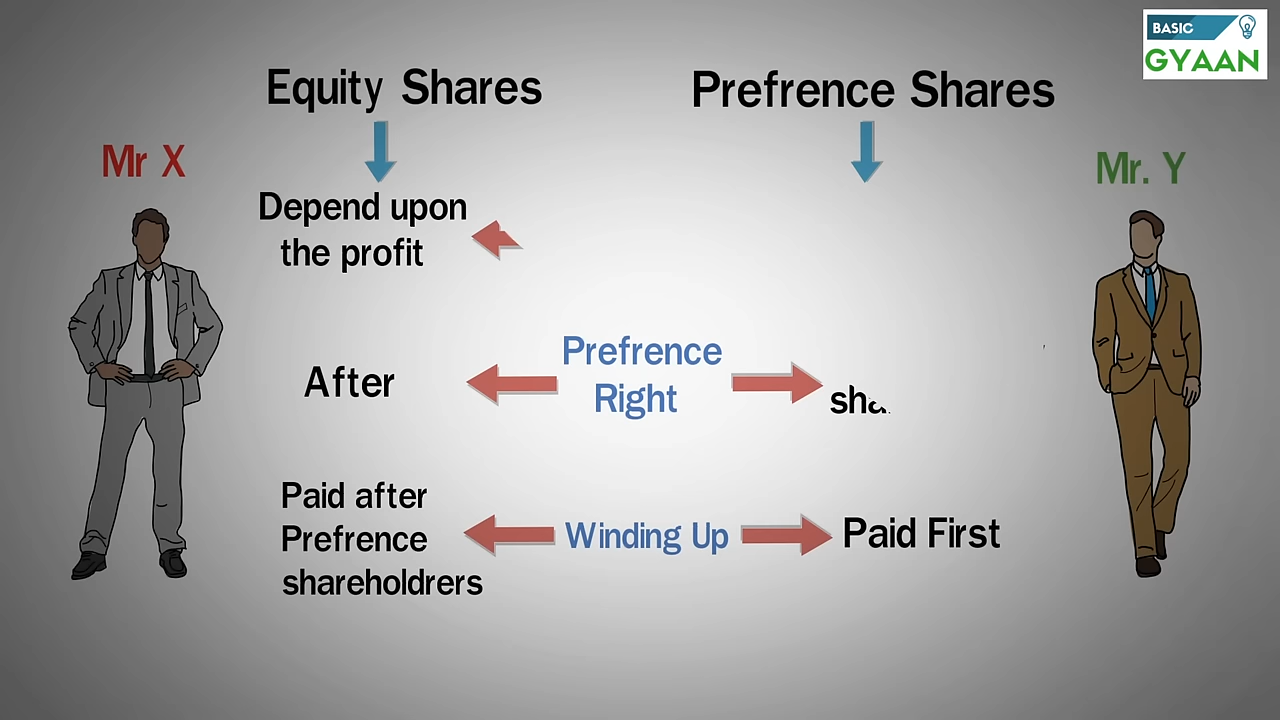 BASIC
GYAAN
Equity Shares
Prefrence Shares
Mr X
Mr. Y
Depend upon
the profit
Prefrence
Right
After
Paid after
Prefrence
shareholdrers
Winding Up
Paid First